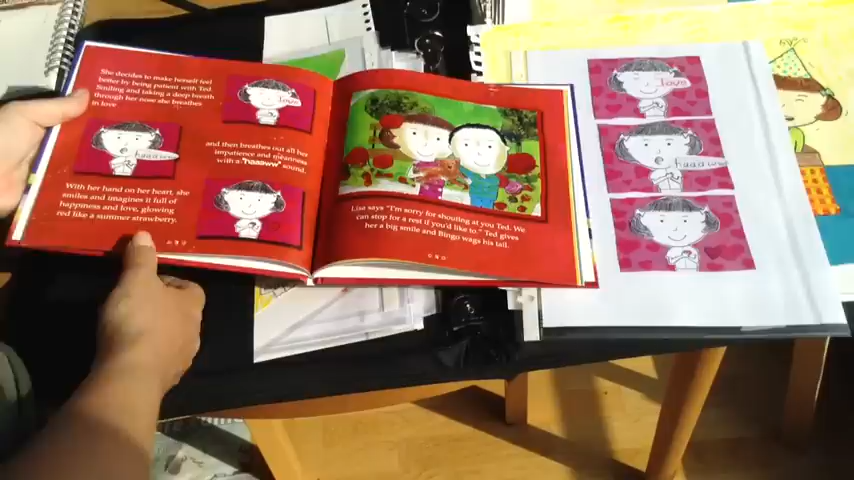 She decides to make herself feel
better by being patient with Ted.
Smiling and taking a deep breath
through her nose she breathes
in love
love
haaaww
and then breathes out all her
impatience and meanness
with a "haaaww" sound.
With her hand on her heart, she
smiles and imagines it full of
happiness and love, glowing
red like a summer strawberry.
Lisa says "I'm sorry for shouting at you Ted. We
can stop for a rest if you'd like to." Ted gives
her a big smile and Bingo wags his tail.
love
haaaww